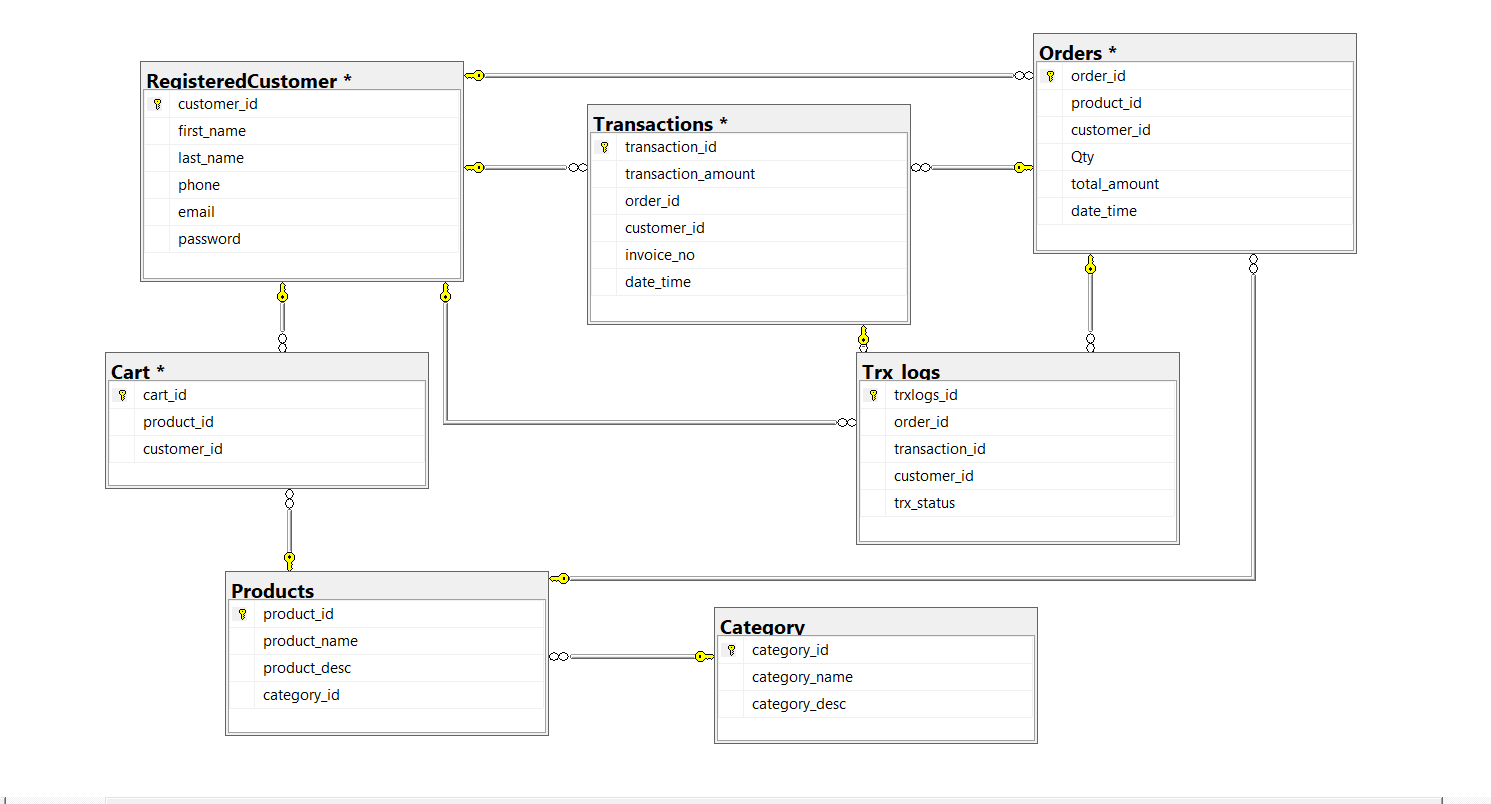 RegisteredCustomer *
customer_id
first_name
last_name
phone
email
password
Transactions *
transaction_id
transaction_amount
order_id
customer_id
invoice_no
date_time
Orders *
order_id
product_id
customer_id
Qty
total_amount
date_time
Cart *
cart_id
product_id
customer_id
Trx_logs
trxlogs_id
order_id
transaction_id
customer_id
trx_status
Products
product_id
product_name
product_desc
category_id
Category
category_id
category_name
category_desc